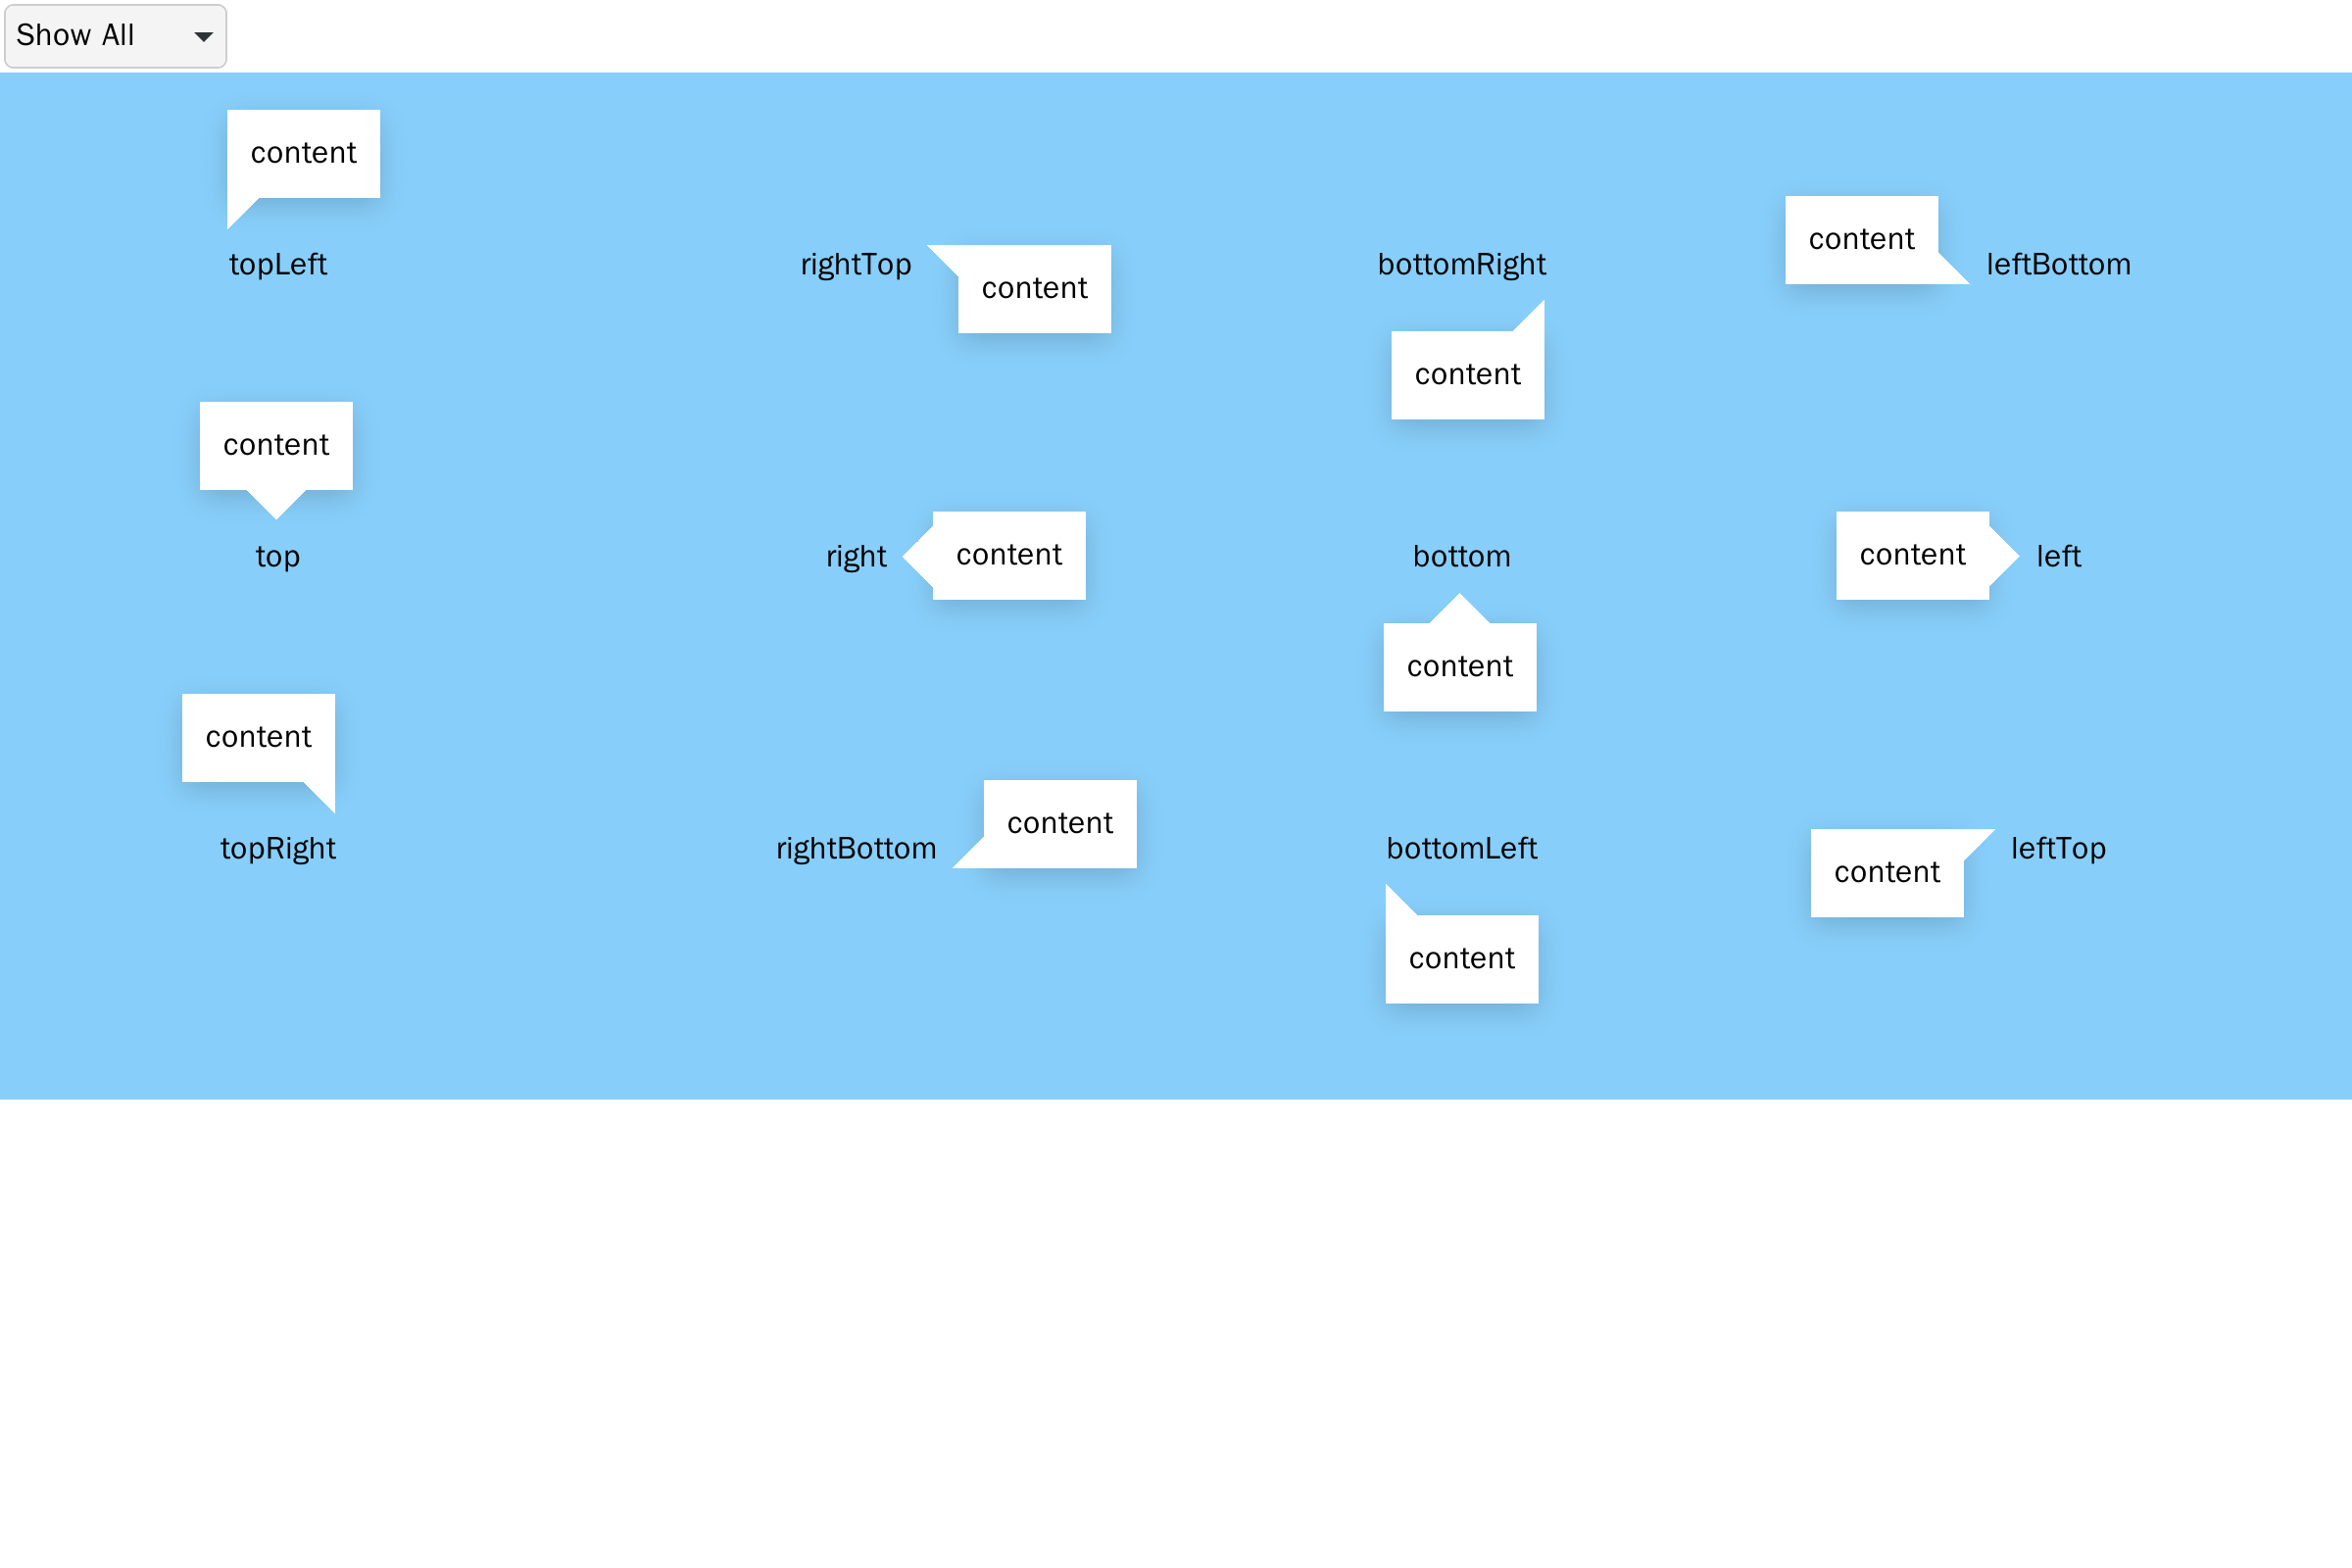 Show All
content
topLeft
rightTop
content
bottomRight
content
content
leftBottom
content
top
right
content
bottom
content
content
left
content
topRight
rightBottom
content
bottomLeft
content
content
leftTop